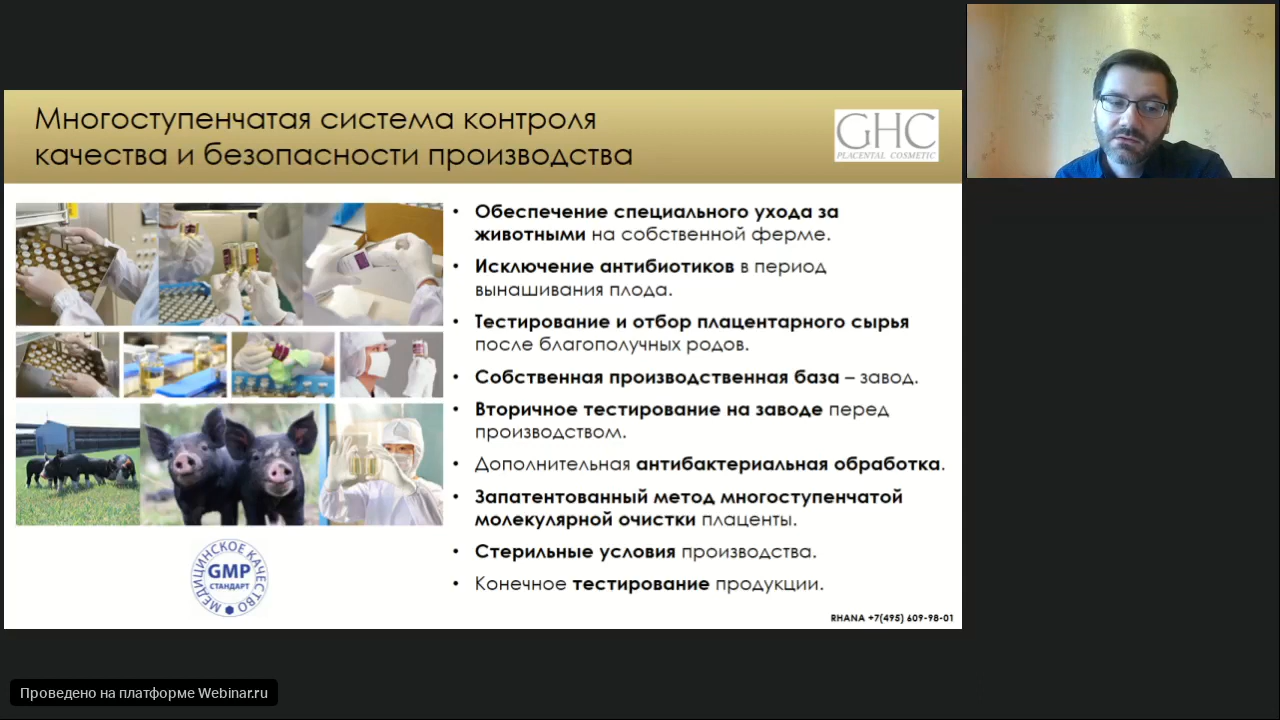 Многоступенчатая система контроля
качества и безопасности производства
GHC
PLACENTAL COSMETIC
• Обеспечение специального ухода за
животными на собственной ферме.
• Исключение антибиотиков в период
вынашивания плода.
• Тестирование и отбор плацентарного сырья
после благополучных родов.
• Собственная производственная база – завод.
• Вторичное тестирование на заводе перед
производством.
• Дополнительная антибактериальная обработка.
• Запатентованный метод многоступенчатой
молекулярной очистки плаценты.
• Стерильные условия производства.
• Конечное тестирование продукции.
МЕДИЦИНСКОЕ КАЧЕСТВО
GMP
СТАНДАРТ
RHANA +7(495) 609-98-01
Проведено на платформе Webinar.ru